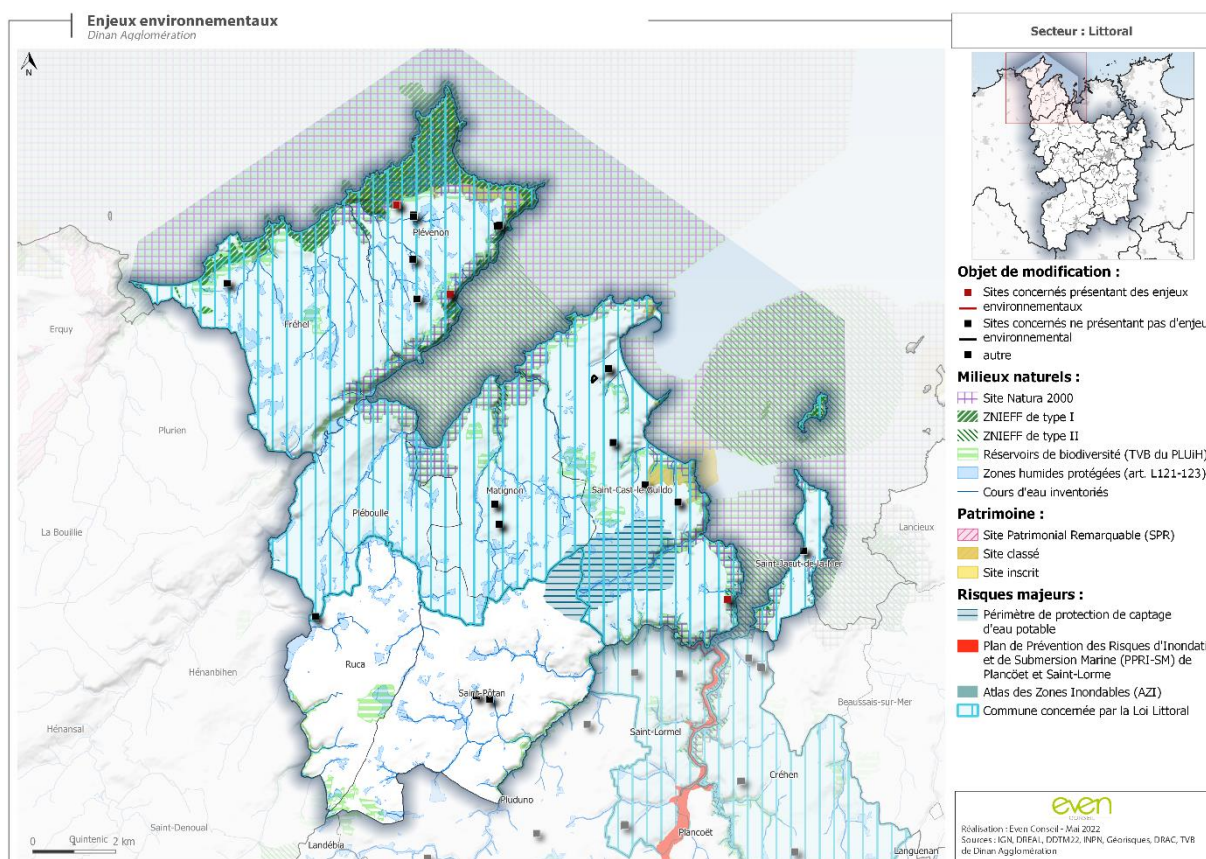 Enjeux environnementaux
Dinan Agglomération
Secteur : Littoral
N
Plévenon
Fréhel
Erquy
Plurien
La Bouillie
Pléboulle
Matignon
Saint-Cast-le-Guildo
Saint-Jacut-de-la-Mer
Lancieux
Hénanbihen
Ruca
Hénansal
Saint-Pôtan
Saint-Lormel
Beaussais-sur-Mer
Créhen
Pluduno
Saint-Denoual
Quintenic
Landébia
Plancoët
Languenan
0 2 km
Objet de modification :
Sites concernés présentant des enjeux
environnementaux
Sites concernés ne présentant pas d'enjeu
environnemental
autre
Milieux naturels :
Site Natura 2000
ZNIEFF de type I
ZNIEFF de type II
Réservoirs de biodiversité (TVB du PLUiH)
Zones humides protégées (art. L121-123)
Cours d'eau inventoriés
Patrimoine :
Site Patrimonial Remarquable (SPR)
Site classé
Site inscrit
Risques majeurs :
Périmètre de protection de captage
d'eau potable
Plan de Prévention des Risques d'Inondati
et de Submersion Marine (PPRI-SM) de
Plancöet et Saint-Lorme
Atlas des Zones Inondables (AZI)
Commune concernée par la Loi Littoral
even
CONSEIL
Réalisation : Even Conseil - Mai 2022
Sources : IGN, DREAL, DDTM22, INPN, Géorisques, DRAC, TVB
de Dinan Agglomération